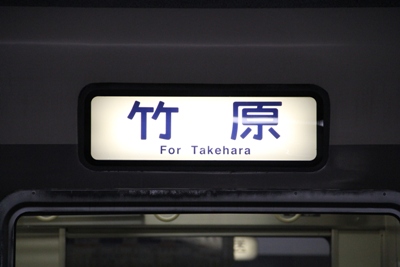 竹原
For Takehara